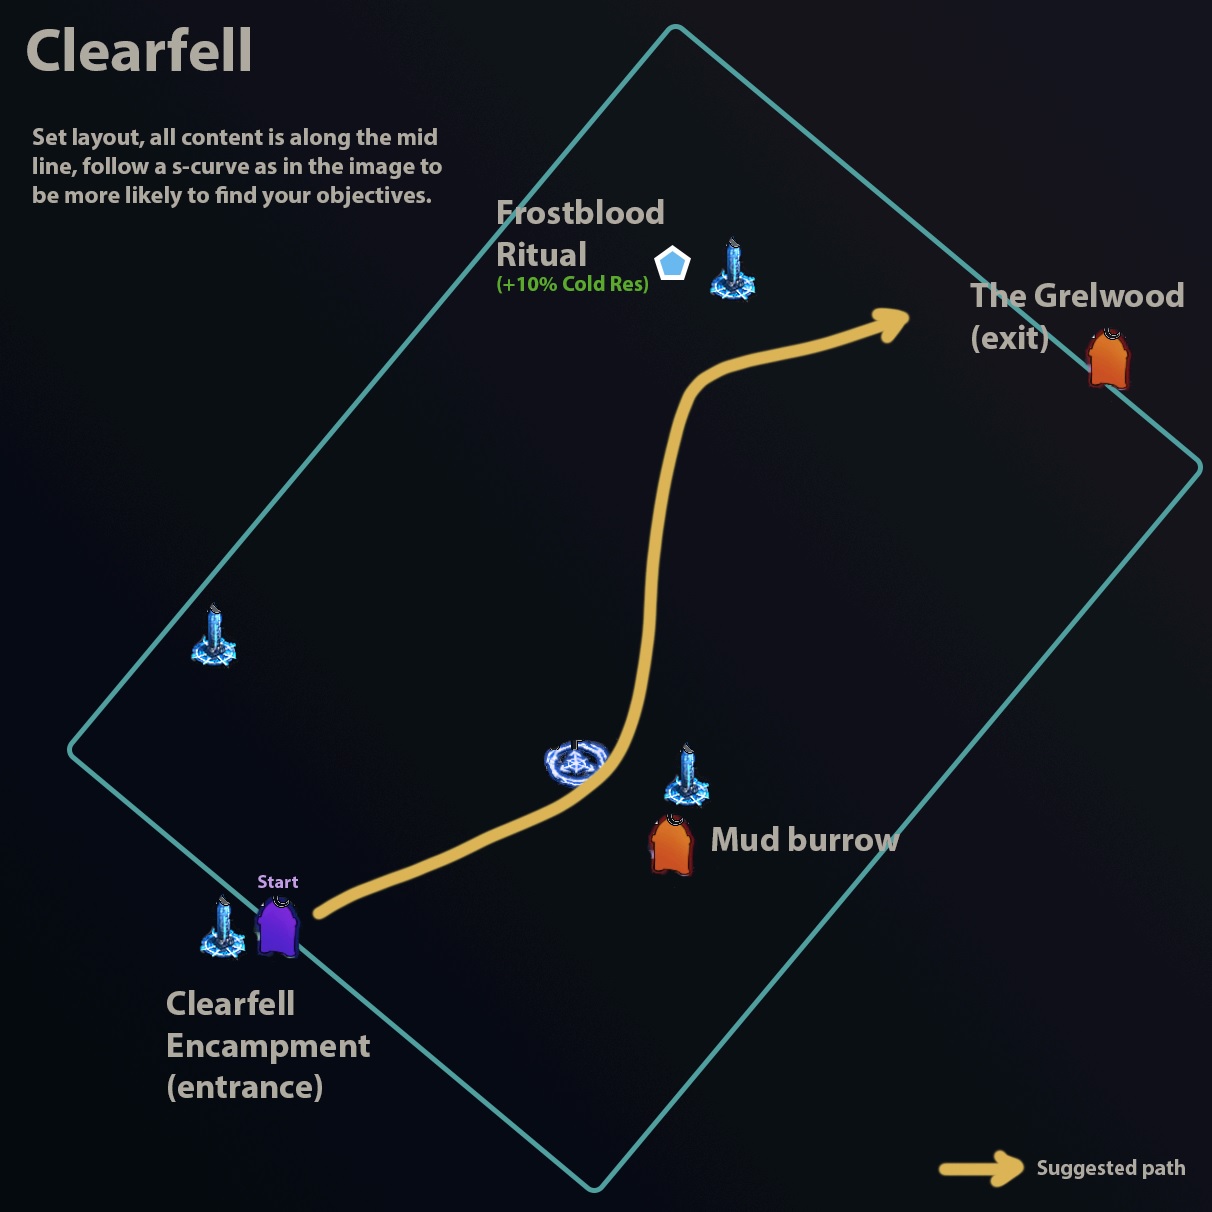 Clearfell
Set layout, all content is along the mid
line, follow a s-curve as in the image to
be more likely to find your objectives.
Frostblood
Ritual
(+10% Cold Res)
The Grelwood
(exit)
Mud burrow
Start
Clearfell
Encampment
(entrance)
Suggested path